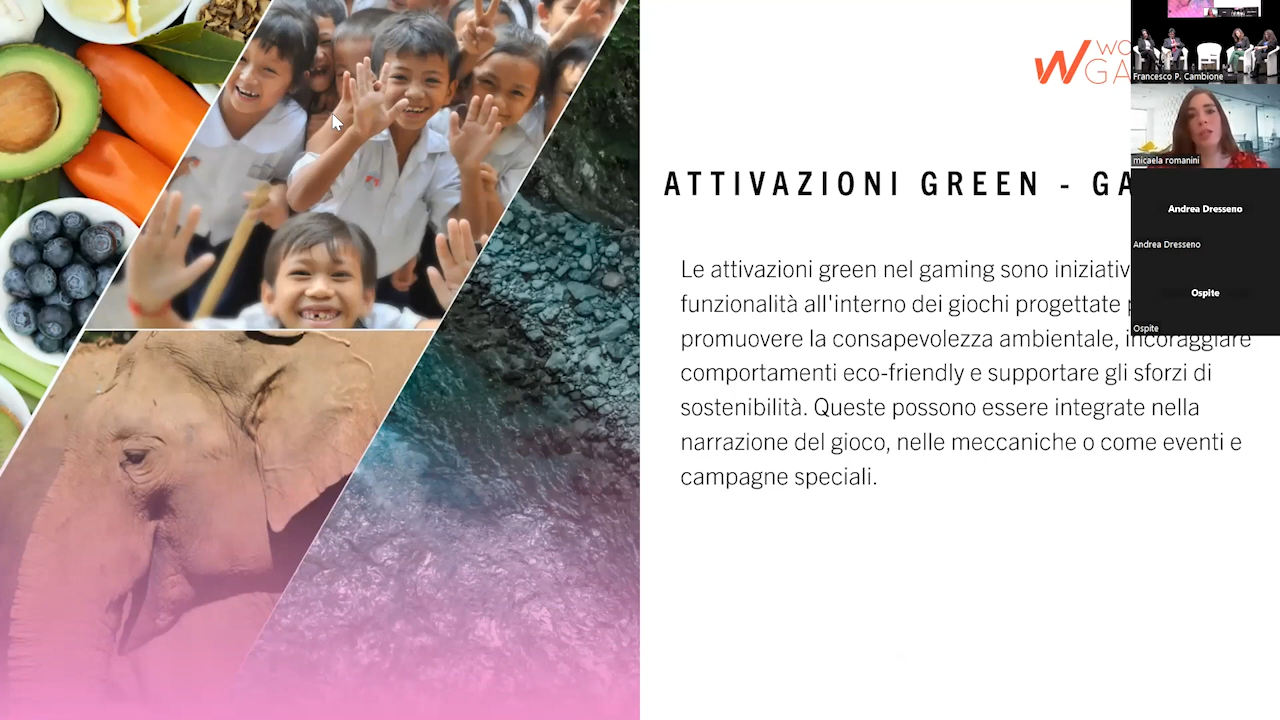 WO
GA
ATTIVAZIONI GREEN - GA
Le attivazioni green nel gaming sono iniziativ
funzionalità all'interno dei giochi progettate
promuovere la consapevolezza ambientale, incoraggiare
comportamenti eco-friendly e supportare gli sforzi di
sostenibilità. Queste possono essere integrate nella
narrazione del gioco, nelle meccaniche o come eventi e
campagne speciali.
Francesco P. Cambione
micaela romanini
Andrea Dresseno
Andrea Dresseno
Ospite
Ospite